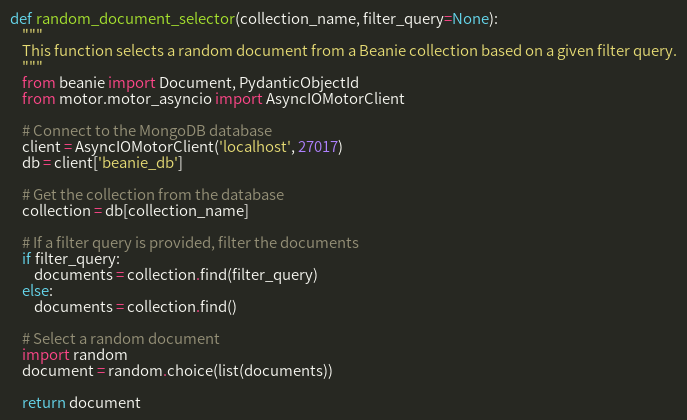 def random_document_selector(collection_name, filter_query=None):
"""
This function selects a random document from a Beanie collection based on a given filter query.
"""
from beanie import Document, PydanticObjectId
from motor.motor_asyncio import AsyncIOMotorClient
# Connect to the MongoDB database
client = AsyncIOMotorClient('localhost', 27017)
db = client['beanie_db']
# Get the collection from the database
collection = db[collection_name]
# If a filter query is provided, filter the documents
if filter_query:
documents = collection.find(filter_query)
else:
documents = collection.find()
# Select a random document
import random
document = random.choice(list(documents))
return document